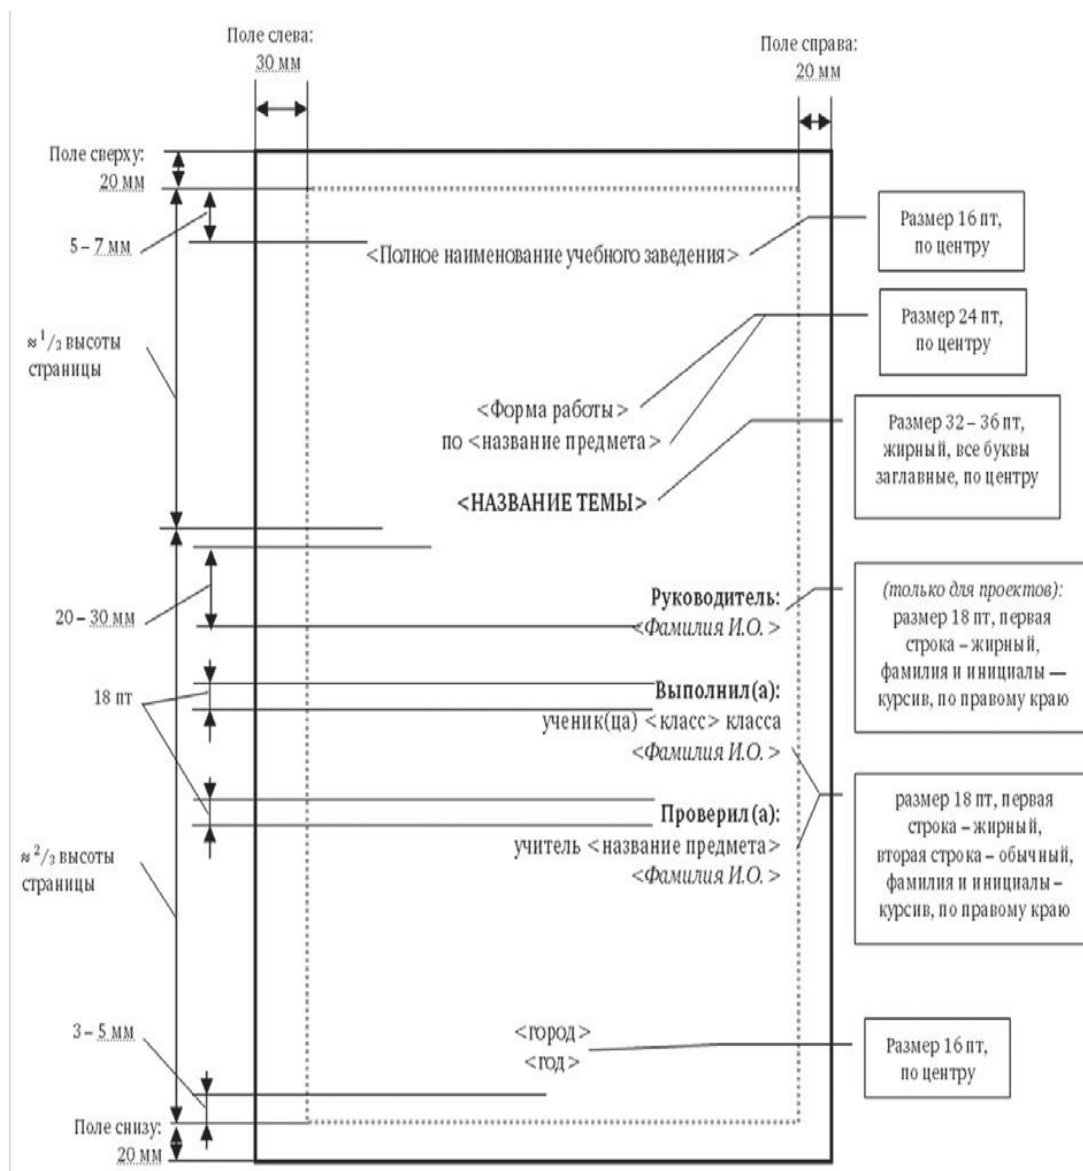 Поле слева:
30 мм
Поле справа:
20 мм
Поле сверху:
20 мм
5 – 7 мм
<Полное наименование учебного заведения>
Размер 16 пт,
по центру
≈ 1/3 высоты
страницы
Размер 24 пт,
по центру
<Форма работы>
по <название предмета>
Размер 32 – 36 пт,
жирный, все буквы
заглавные, по центру
<НАЗВАНИЕ ТЕМЫ>
20 – 30 мм
Руководитель:
<Фамилия И.О. >
(только для проектов):
размер 18 пт, первая
строка – жирный,
фамилия и инициалы —
курсив, по правому краю
18 пт
Выполнил(а):
ученик(ца) <класс> класса
<Фамилия И.О. >
Проверил(а):
учитель <название предмета>
<Фамилия И.О. >
размер 18 пт, первая
строка – жирный,
вторая строка – обычный,
фамилия и инициалы –
курсив, по правому краю
≈ 2/3 высоты
страницы
3 – 5 мм
<город>
<год>
Размер 16 пт,
по центру
Поле снизу:
20 мм